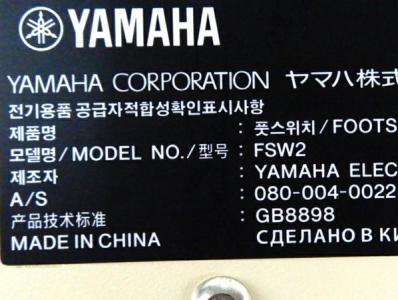 YAMAHA
YAMAHA CORPORATION ヤマハ株式
전기용품 공급자적합성확인표시사항
제품명 : 풋스위치/FOOTS
모델명/MODEL NO./型号 : FSW2
제조자 : YAMAHA ELEC
A/S : 080-004-0022
产品技术标准 : GB8898
MADE IN CHINA СДЕЛАНО В КИ